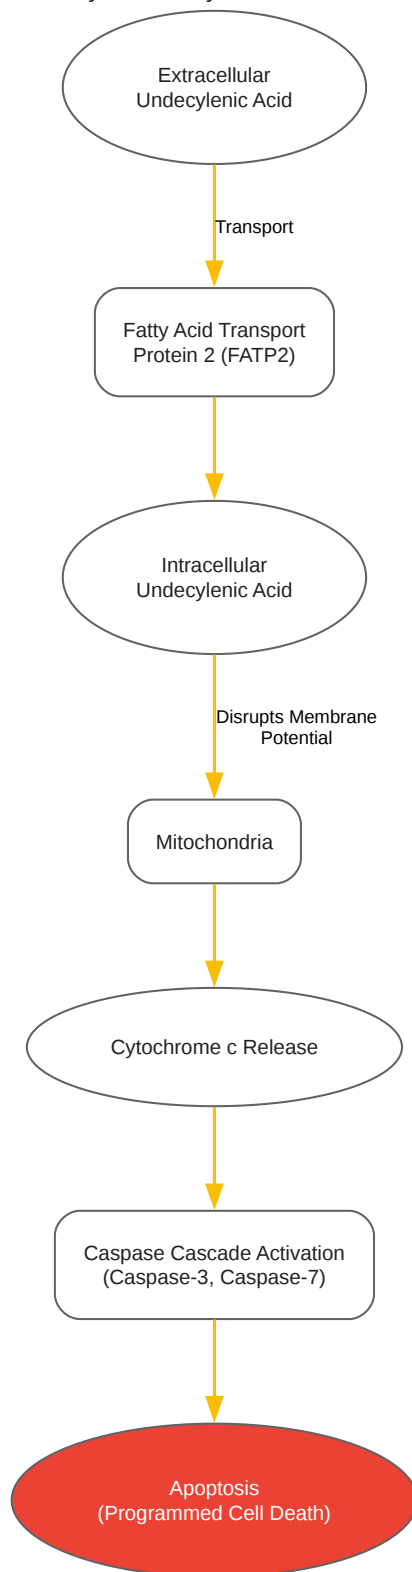 Extracellular
Undecylenic Acid
Transport
Fatty Acid Transport
Protein 2 (FATP2)
Intracellular
Undecylenic Acid
Disrupts Membrane
Potential
Mitochondria
Cytochrome c Release
Caspase Cascade Activation
(Caspase-3, Caspase-7)
Apoptosis
(Programmed Cell Death)